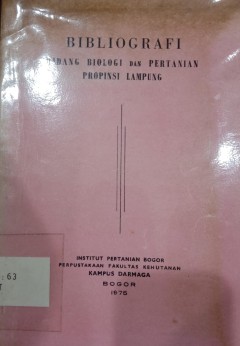 BIBLIOGRAFI
BIDANG BIOLOGI DAN PERTANIAN
PROPINSI LAMPUNG
INSTITUT PERTANIAN BOGOR
PERPUSTAKAAN FAKULTAS KEHUTANAN
KAMPUS DARMAGA
BOGOR
1975
63